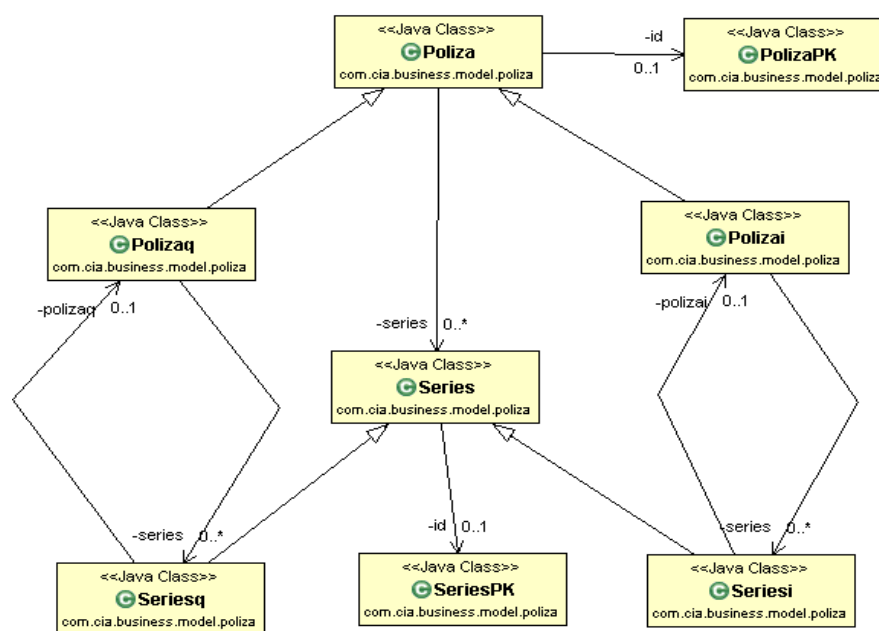 <<Java Class>>
Poliza
com.cia.business.model.poliza
-id
0..1
<<Java Class>>
PolizaPK
com.cia.business.model.poliza
<<Java Class>>
Polizaq
com.cia.business.model.poliza
<<Java Class>>
Polizai
com.cia.business.model.poliza
-polizaq 0..1
-polizai 0..1
-series 0..*
<<Java Class>>
Series
com.cia.business.model.poliza
-series 0..*
-id 0..1
-series 0..*
<<Java Class>>
Seriesq
com.cia.business.model.poliza
<<Java Class>>
SeriesPK
com.cia.business.model.poliza
<<Java Class>>
Seriesi
com.cia.business.model.poliza